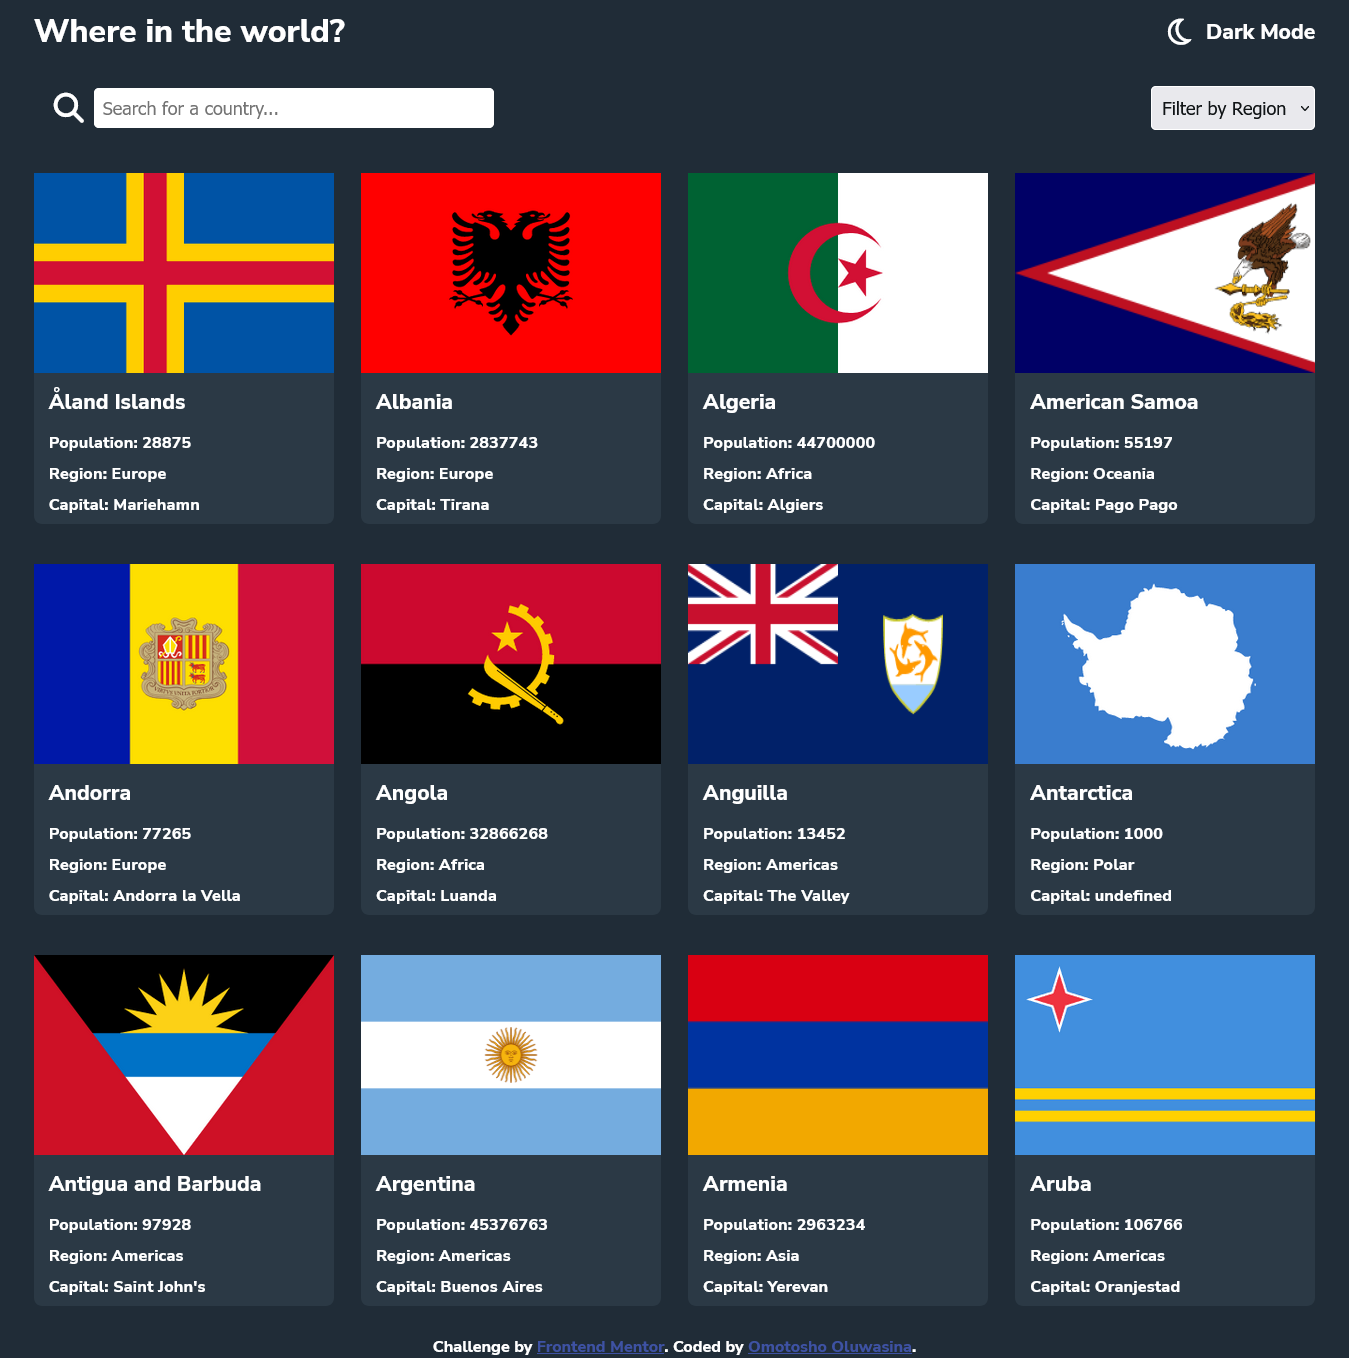 Where in the world?
Dark Mode
Search for a country...
Filter by Region
Åland Islands
Population: 28875
Region: Europe
Capital: Mariehamn
Albania
Population: 2837743
Region: Europe
Capital: Tirana
Algeria
Population: 44700000
Region: Africa
Capital: Algiers
American Samoa
Population: 55197
Region: Oceania
Capital: Pago Pago
VIRTVS VNITA FORTIOR
Andorra
Population: 77265
Region: Europe
Capital: Andorra la Vella
Angola
Population: 32866268
Region: Africa
Capital: Luanda
Anguilla
Population: 13452
Region: Americas
Capital: The Valley
Antarctica
Population: 1000
Region: Polar
Capital: undefined
Antigua and Barbuda
Population: 97928
Region: Americas
Capital: Saint John's
Argentina
Population: 45376763
Region: Americas
Capital: Buenos Aires
Armenia
Population: 2963234
Region: Asia
Capital: Yerevan
Aruba
Population: 106766
Region: Americas
Capital: Oranjestad
Challenge by Frontend Mentor. Coded by Omotosho Oluwasina.